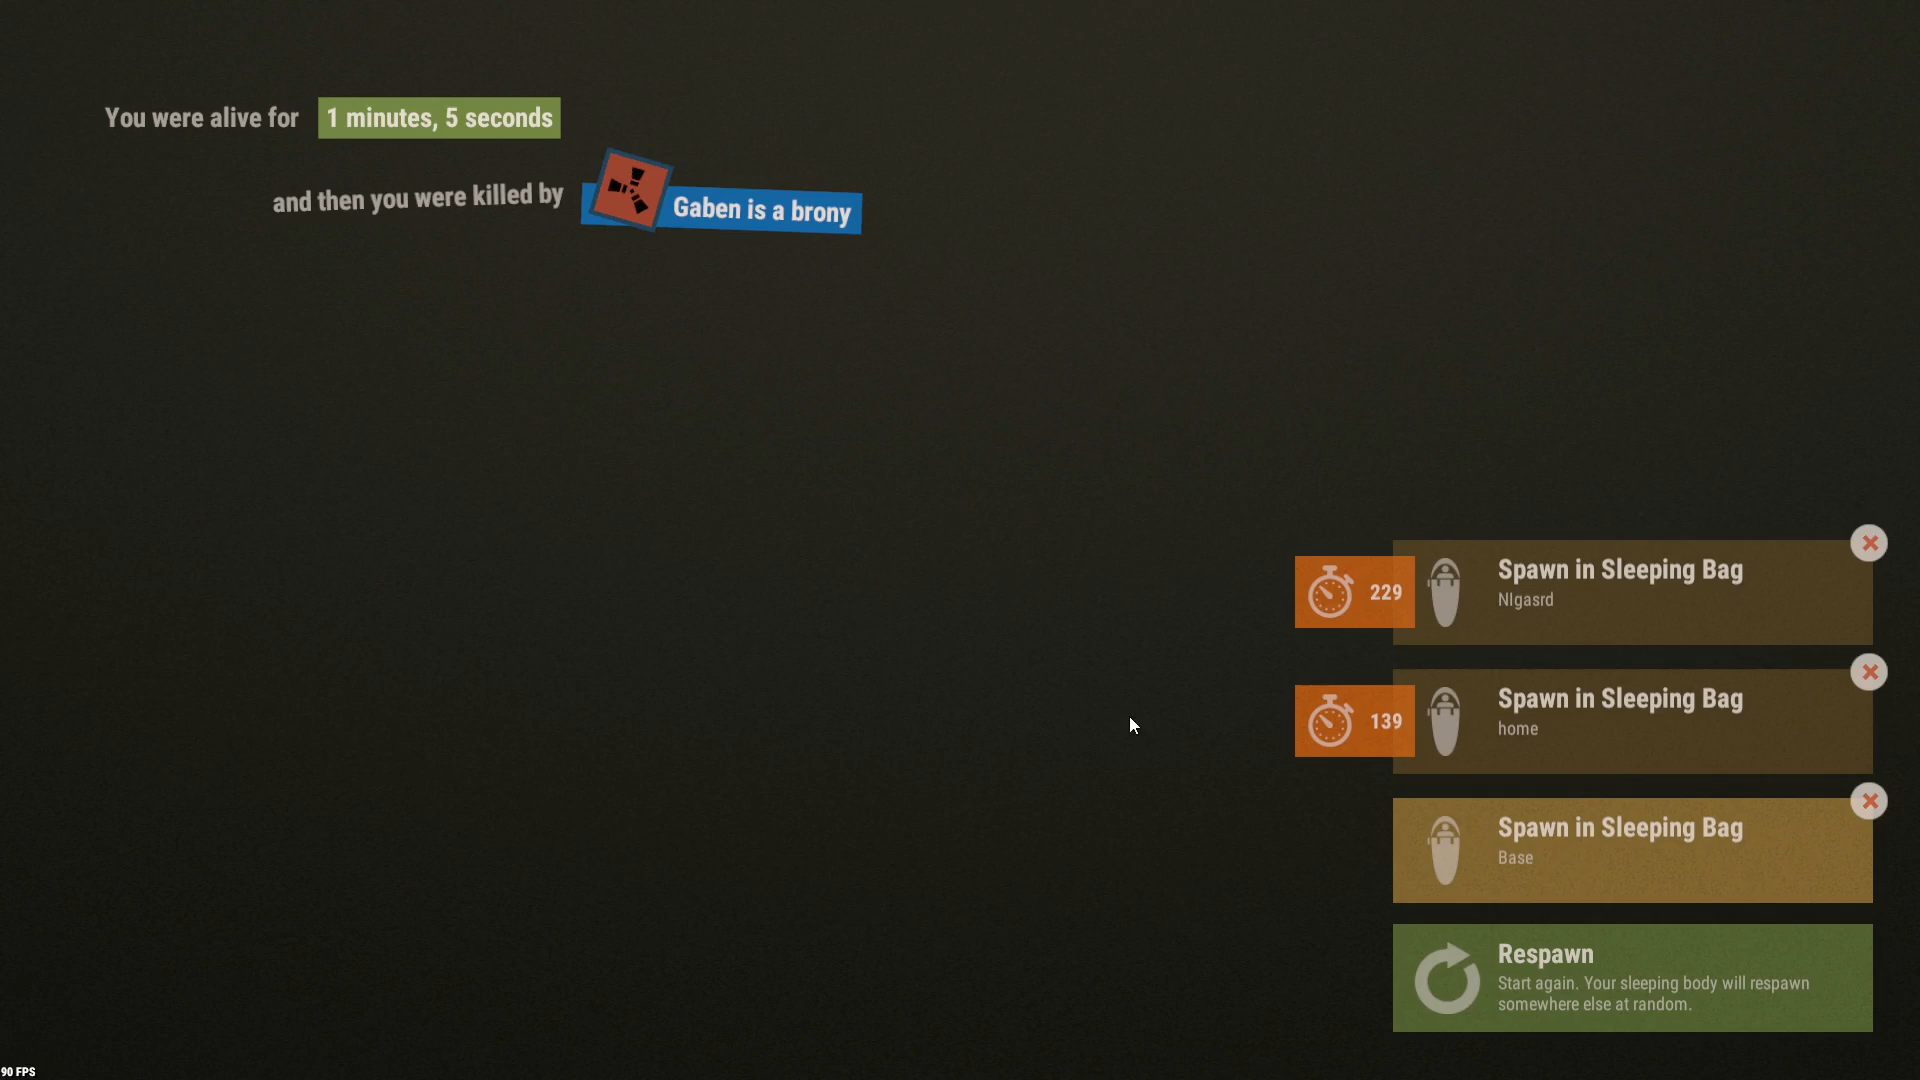 You were alive for 1 minutes, 5 seconds
and then you were killed by Gaben is a brony
229 Spawn in Sleeping Bag
NIgasrd
139 Spawn in Sleeping Bag
home
Spawn in Sleeping Bag
Base
Respawn
Start again. Your sleeping body will respawn
somewhere else at random.
90 FPS